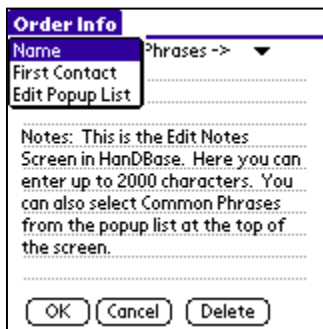 Order Info
Name Phrases ->
First Contact
Edit Popup List
Notes: This is the Edit Notes
Screen in HanDBase. Here you can
enter up to 2000 characters. You
can also select Common Phrases
from the popup list at the top of
the screen.
OK Cancel Delete